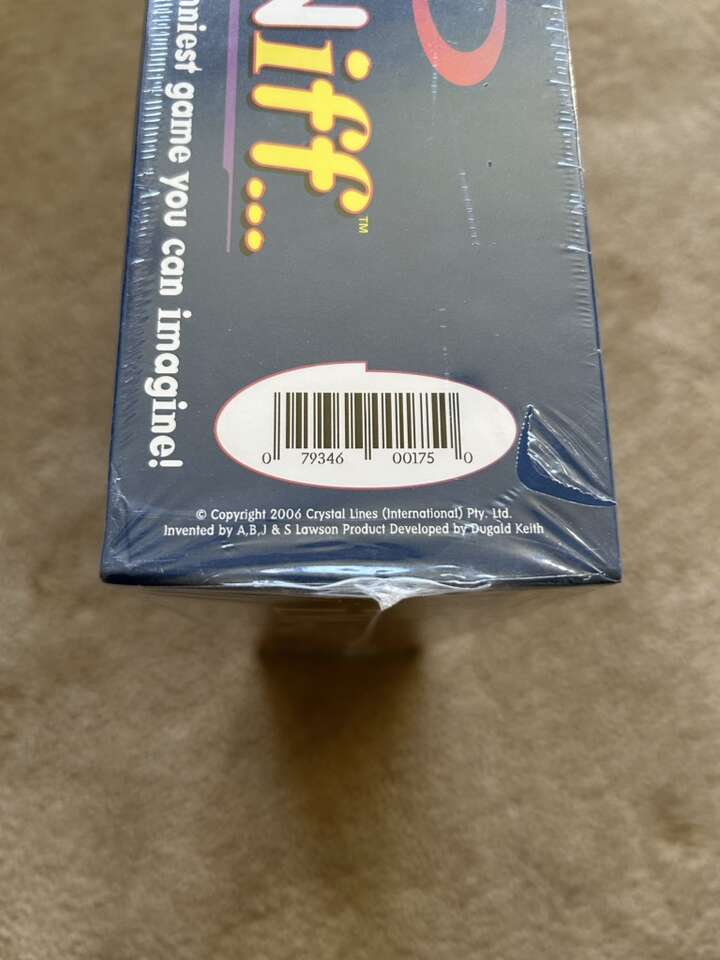 Niff...™
nniest game you can imagine!
0 79346 00175 0
© Copyright 2006 Crystal Lines (International) Pty. Ltd.
Invented by A,B,J & S Lawson Product Developed by Dugald Keith